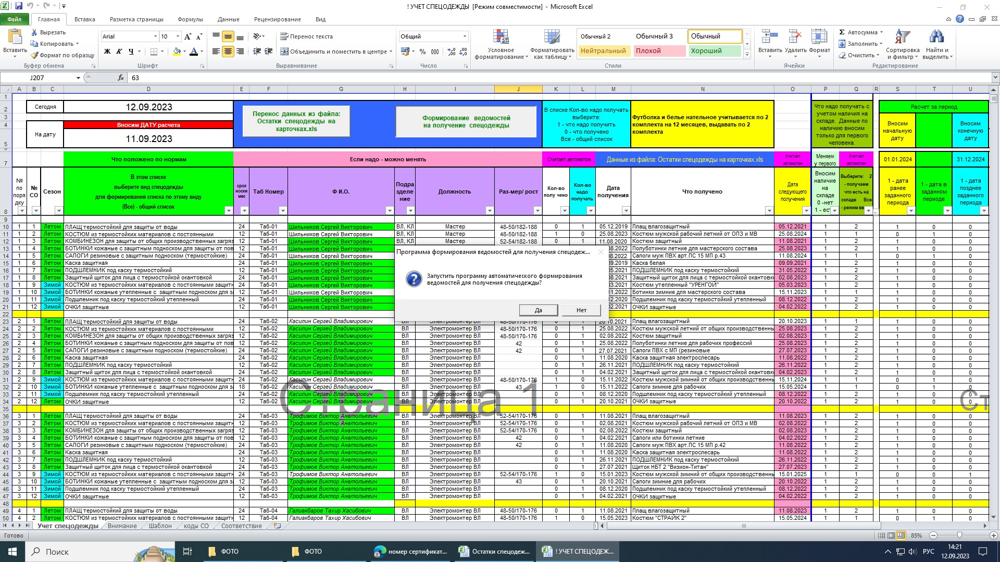 ! УЧЕТ СПЕЦОДЕЖДЫ [Режим совместимости] - Microsoft Excel
Файл Главная Вставка Разметка страницы Формулы Данные Рецензирование Вид
Вставить
Вырезать
Копировать
Формат по образцу
Буфер обмена
Arial 10
Ж К Ч
Шрифт
Перенос текста
Объединить и поместить в центре
Выравнивание
Общий
% 000
Число
Условное форматирование
Форматировать как таблицу
Обычный 2 Обычный 3 Обычный
Нейтральный Плохой Хороший
Стили
Вставить Удалить Формат
Ячейки
Автосумма
Заполнить
Очистить
Сортировка и фильтр
Найти и выделить
Редактирование
J207 fx 63
A B C D E F G H I J K L M N O P Q R S T U
Сегодня 12.09.2023
На дату
Вносим ДАТУ расчета
11.09.2023
Перенос данных из файла:
Остатки спецодежды на
карточках.xls
Формирование ведомостей
на получение спецодежды
В списке Кол-во надо получать
выберите:
1 - что надо получить
0 - что получено
Все - общий список
Футболка и белье нательное учитывается по 2
комплекта на 12 месяцев, выдавать по 2
комплекта
Что надо получать с
учетом наличия на
складе. Данные по
наличию вносим
только для первого
человека.
Расчет за период
Вносим
начальную
дату
Вносим
конечную
дату
Что положено по нормам
Если надо - можно менять
Считает автоматом
Данные из файла: Остатки спецодежды на карточках.xls
Считает автоматом
Меняем у первого
Считает автоматом
01.01.2024 31.12.2024
№ по поря дку
№ СО
Сезон
В этом списке
выберите вид спецодежды
для формирования списка по этому виду
(Все) - общий список
срок носки мес
Таб Номер
Ф И.О.
Подра зделе ние
Должность
Раз-мер/ рост
Кол-во полу чено
Кол-во надо получать
Дата получения
Что получено
Дата следующего получения
Вносим наличие на складе 0 -нет
Выберите: 2 - получаем что есть на складе Все
1 - дата ранее заданного периода
1 - дата в заданном периоде
1 - дата позднее заданного периода
10 1 1 Летом ПЛАЩ термостойкий для защиты от воды 24 Таб-01 Шильников Сергей Викторович ВЛ, КЛ Мастер 48-50/182-188 0 1 05.12.2019 Плащ влагозащитный 05.12.2021 1 2 1 0 0
11 1 2 Летом КОСТЮМ из термостойких материалов с постоянными 12 Таб-01 Шильников Сергей Викторович ВЛ, КЛ Мастер 48-50/182-188 1 0 25.08.2023 Костюм мужской рабочий летний от ОПЗ и МВ 25.08.2024 1 1 0 1 0
12 1 3 Летом КОМБИНЕЗОН для защиты от общих производственных загряз 12 Таб-01 Шильников Сергей Викторович ВЛ, КЛ Мастер 52-54/182-188 0 1 11.08.2020 Костюм защитный 11.08.2021 1 2 1 0 0
13 1 4 Летом БОТИНКИ кожаные с защитным подноском для защиты от пов 12 Таб-01 Шильников Сергей Викторович Полуботинки летние для мастерского состава 25.08.2023 1 2 1 0 0
14 1 5 Летом САПОГИ резиновые с защитным подноском (термостойкие) 24 Таб-01 Шильников Сергей Викторович Сапоги муж ПВХ арт.ПС 15 МП р.43 11.08.2024 1 1 0 1 0
15 1 6 Летом Каска защитная 24 Таб-01 Шильников Сергей Викторович Каска белая 09.09.2021 1 2 1 0 0
16 1 7 Летом ПОДШЛЕМНИК под каску термостойкий 12 Таб-01 Шильников Сергей Викторович ПОДШЛЕМНИК под каску термостойкий 31.05.2022 1 2 1 0 0
17 1 8 Летом Защитный щиток для лица с термостойкой окантовкой 24 Таб-01 Шильников Сергей Викторович Защитный щиток для лица с термостойкой окантовк 02.08.2023 1 2 1 0 0
18 1 9 Зимой КОСТЮМ из термостойких материалов с постоянными защитн 24 Таб-01 Шильников Сергей Викторович Костюм утепленный "УРЕНГОЙ" 05.03.2023 1 2 1 0 0
19 1 10 Зимой БОТИНКИ кожаные утепленные с защитным подноском для за 12 Таб-01 Шильников Сергей Викторович Ботинки зимние для мастерского состава 15.11.2023 1 1 1 0 0
20 1 11 Зимой Подшлемник под каску термостойкий утепленный 24 Таб-01 Шильников Сергей Викторович Подшлемник под каску термостойкий утепленный 08.12.2022 1 2 1 0 0
21 1 12 Зимой ОЧКИ защитные 12 Таб-01 Шильников Сергей Викторович ОЧКИ защитные 04.02.2022 1 2 1 0 0
Программа формирования ведомостей для получения спецодеж...
Запустить программу автоматического формирования
ведомостей для получения спецодежды?
Да Нет
23 2 1 Летом ПЛАЩ термостойкий для защиты от воды 24 Таб-02 Касилин Сергей Владимирович ВЛ Электромонтер ВЛ 48-50/170-176 0 1 20.10.2021 Плащ влагозащитный 20.10.2023 1 1 1 0 0
24 2 2 Летом КОСТЮМ из термостойких материалов с постоянными 12 Таб-02 Касилин Сергей Владимирович ВЛ Электромонтер ВЛ 48-50/170-176 0 1 25.08.2022 Костюм мужской летний от общих производственны 25.08.2023 1 2 1 0 0
25 2 3 Летом КОМБИНЕЗОН для защиты от общих производственных загряз 12 Таб-02 Касилин Сергей Владимирович ВЛ Электромонтер ВЛ 48-50/170-176 0 1 02.08.2022 Костюм защитный 02.08.2023 1 2 1 0 0
26 2 4 Летом БОТИНКИ кожаные с защитным подноском для защиты от пов 12 Таб-02 Касилин Сергей Владимирович ВЛ Электромонтер ВЛ 42 0 1 25.08.2022 Полуботинки летние для рабочих профессий 25.08.2023 1 2 1 0 0
27 2 5 Летом САПОГИ резиновые с защитным подноском (термостойкие) 24 Таб-02 Касилин Сергей Владимирович ВЛ Электромонтер ВЛ 42 0 1 27.07.2021 Сапоги ПВХ с МП (резиновые 27.07.2023 1 2 1 0 0
28 2 6 Летом Каска защитная 24 Таб-02 Касилин Сергей Владимирович ВЛ Электромонтер ВЛ 0 1 11.08.2020 Каска защитная электрослесарь 11.08.2022 1 2 1 0 0
29 2 7 Летом ПОДШЛЕМНИК под каску термостойкий 12 Таб-02 Касилин Сергей Владимирович ВЛ Электромонтер ВЛ 0 1 26.11.2021 ПОДШЛЕМНИК под каску термостойкий 26.11.2022 1 2 1 0 0
30 2 8 Летом Защитный щиток для лица с термостойкой окантовкой 24 Таб-02 Касилин Сергей Владимирович ВЛ Электромонтер ВЛ 0 1 04.02.2021 Защитный щиток для лица с термостойкой окантовк 04.02.2023 1 2 1 0 0
31 2 9 Зимой КОСТЮМ из термостойких материалов с постоянными защитн 24 Таб-02 Касилин Сергей Владимирович ВЛ Электромонтер ВЛ 48-50/170-176 1 0 15.11.2022 Костюм мужской зимний от общих производственны 15.11.2024 1 1 0 1 0
32 2 10 Зимой БОТИНКИ кожаные утепленные с защитным подноском для за 18 Таб-02 Касилин Сергей Владимирович ВЛ Электромонтер ВЛ 43 1 0 15.11.2022 Сапоги зимние для рабочих 15.05.2024 1 1 0 1 0
33 2 11 Зимой Подшлемник под каску термостойкий утепленный 24 Таб-02 Касилин Сергей Владимирович ВЛ Электромонтер ВЛ 0 1 08.12.2020 Подшлемник под каску термостойкий утепленный 08.12.2022 1 2 1 0 0
34 2 12 Летом ОЧКИ защитные 12 Таб-02 Касилин Сергей Владимирович ВЛ Электромонтер ВЛ 0 1 20.10.2021 ОЧКИ защитные 20.10.2022 1 2 1 0 0
Страница 1 Ст
36 3 1 Летом ПЛАЩ термостойкий для защиты от воды 24 Таб-03 Трофимов Виктор Анатольевич ВЛ Электромонтер ВЛ 52-54/170-176 0 1 11.08.2021 Плащ влагозащитный 11.08.2023 1 2 1 0 0
37 3 2 Летом КОСТЮМ из термостойких материалов с постоянными защитн 12 Таб-03 Трофимов Виктор Анатольевич ВЛ Электромонтер ВЛ 52-54/170-176 0 1 02.08.2021 Костюм мужской рабочий летний от ОПЗ и МВ 02.08.2022 1 2 1 0 0
38 3 3 Летом КОМБИНЕЗОН для защиты от общих производственных загряз 12 Таб-03 Трофимов Виктор Анатольевич ВЛ Электромонтер ВЛ 52-54/170-176 0 1 02.08.2022 Костюм защитный 02.08.2023 1 2 1 0 0
39 3 4 Летом БОТИНКИ кожаные с защитным подноском для защиты от пов 12 Таб-03 Трофимов Виктор Анатольевич ВЛ Электромонтер ВЛ 42 0 1 04.02.2021 Сапоги или ботинки летние 04.02.2022 1 2 1 0 0
40 3 5 Летом САПОГИ резиновые с защитным подноском (термостойкие) 24 Таб-03 Трофимов Виктор Анатольевич ВЛ Электромонтер ВЛ 42 0 1 11.08.2020 Сапоги муж ПВХ арт.ПС 15 МП р.42 11.08.2022 1 2 1 0 0
41 3 6 Летом Каска защитная 24 Таб-03 Трофимов Виктор Анатольевич ВЛ Электромонтер ВЛ 0 1 11.08.2020 Каска защитная электрослесарь 11.08.2022 1 2 1 0 0
42 3 7 Летом ПОДШЛЕМНИК под каску термостойкий 12 Таб-03 Трофимов Виктор Анатольевич ВЛ Электромонтер ВЛ 0 1 26.11.2021 ПОДШЛЕМНИК под каску термостойкий 26.11.2022 1 2 1 0 0
43 3 8 Летом Защитный щиток для лица с термостойкой окантовкой 24 Таб-03 Трофимов Виктор Анатольевич ВЛ Электромонтер ВЛ 0 1 27.07.2021 Щиток НБТ 2 "Визион-Титан" 27.07.2023 1 2 1 0 0
44 3 9 Зимой КОСТЮМ из термостойких материалов с постоянными защитн 24 Таб-03 Трофимов Виктор Анатольевич ВЛ Электромонтер ВЛ 52-54/170-176 1 0 15.01.2023 Костюм мужской зимний от общих производственны 15.01.2025 1 1 0 0 1
45 3 10 Зимой БОТИНКИ кожаные утепленные с защитным подноском для за 12 Таб-03 Трофимов Виктор Анатольевич ВЛ Электромонтер ВЛ 43 0 1 20.10.2021 Сапоги зимние для рабочих 20.10.2022 1 2 1 0 0
46 3 11 Зимой Подшлемник под каску термостойкий утепленный 24 Таб-03 Трофимов Виктор Анатольевич ВЛ Электромонтер ВЛ 0 1 08.12.2020 Подшлемник под каску термостойкий утепленный 08.12.2022 1 2 1 0 0
47 3 12 Зимой ОЧКИ защитные 12 Таб-03 Трофимов Виктор Анатольевич ВЛ Электромонтер ВЛ 0 1 04.02.2021 ОЧКИ защитные 04.02.2022 1 2 1 0 0
49 4 1 Летом ПЛАЩ термостойкий для защиты от воды 24 Таб-04 Галиакбаров Тахир Хасибович ВЛ Электромонтер ВЛ 48-50/170-176 0 1 11.08.2021 Плащ влагозащитный 11.08.2023 1 2 1 0 0
50 4 2 Летом КОСТЮМ из термостойких материалов с постоянными защитн 12 Таб-04 Галиакбаров Тахир Хасибович ВЛ Электромонтер ВЛ 48-50/170-176 1 0 15.05.2023 Костюм "СТРАЙК 2" 15.05.2024 1 1 0 1 0
Учет спецодежды Внимание Шаблон коды СО Соответствие
Готово 85%
Поиск ФОТО ФОТО номер сертификат... Остатки спецодеж... ! УЧЕТ СПЕЦОДЕЖ... РУС 14:21
12.09.2023